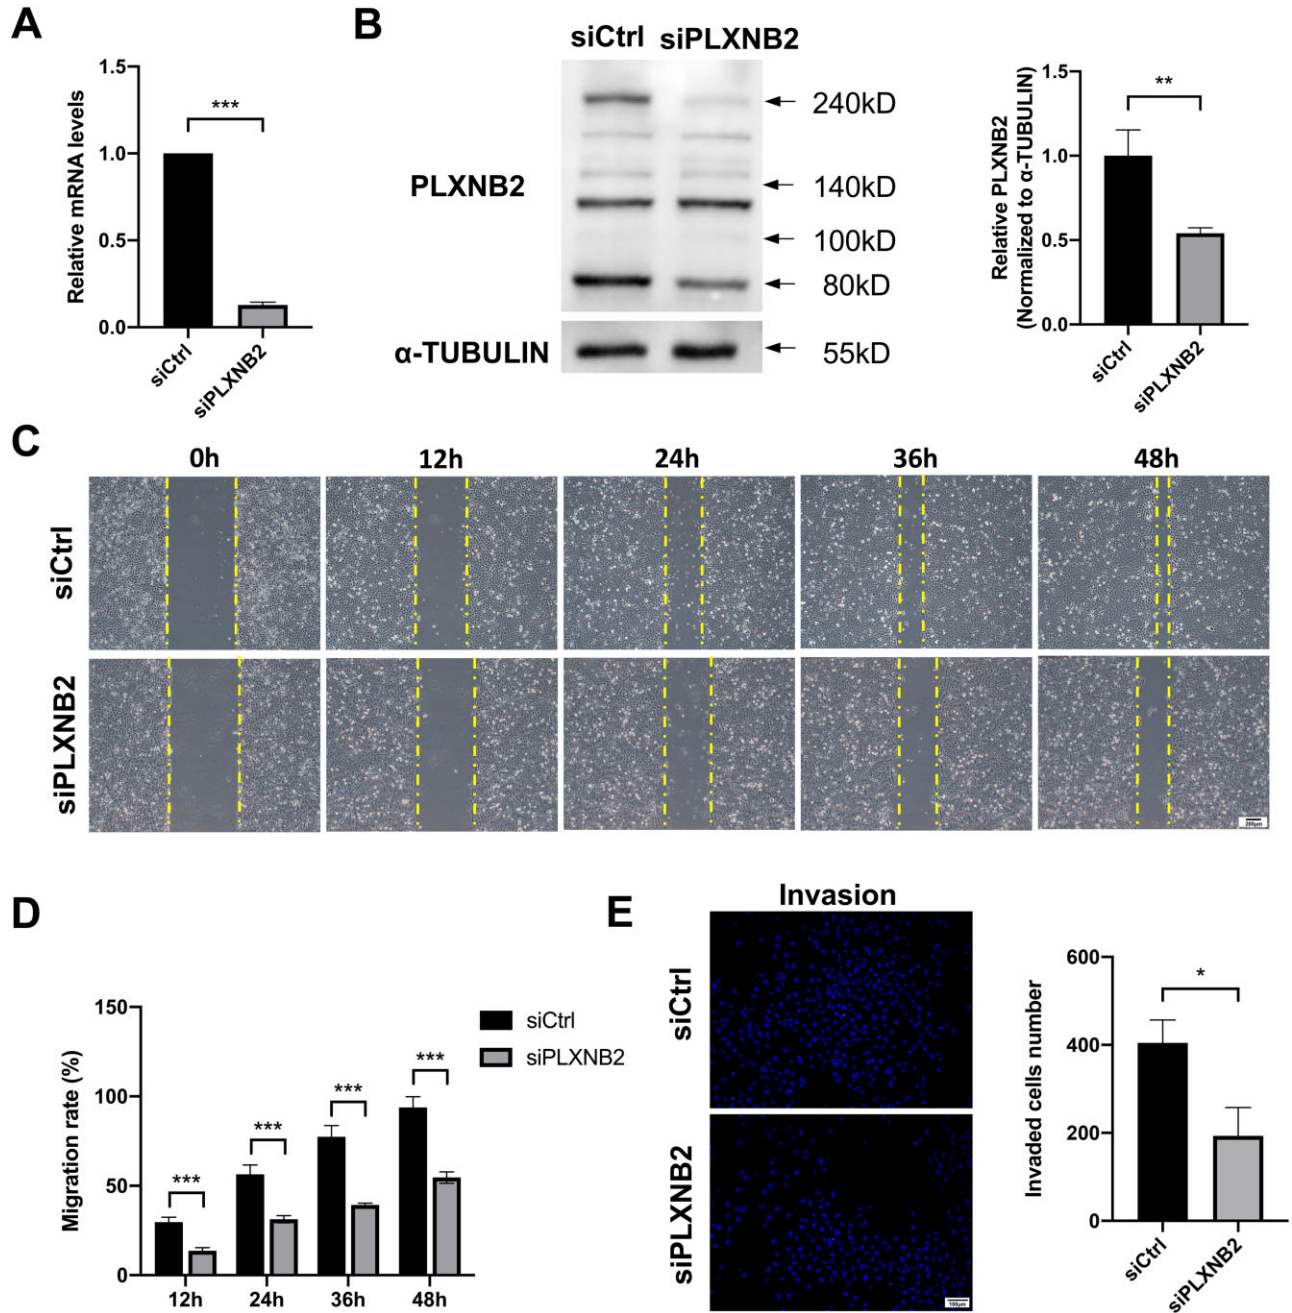 A
1.5
1.0
0.5
0.0
Relative mRNA levels
***
siCtrl
siPLXNB2
B
siCtrl siPLXNB2
PLXNB2
240kD
140kD
100kD
80kD
α-TUBULIN
55kD
Relative PLXNB2
(Normalized to α-TUBULIN)
1.5
1.0
0.5
0.0
**
siCtrl
siPLXNB2
C
0h 12h 24h 36h 48h
siCtrl
siPLXNB2
200μm
D
Migration rate (%)
150
100
50
0
***
***
***
***
12h 24h 36h 48h
siCtrl
siPLXNB2
E
Invasion
siCtrl
siPLXNB2
100μm
Invaded cells number
600
400
200
0
*
siCtrl
siPLXNB2